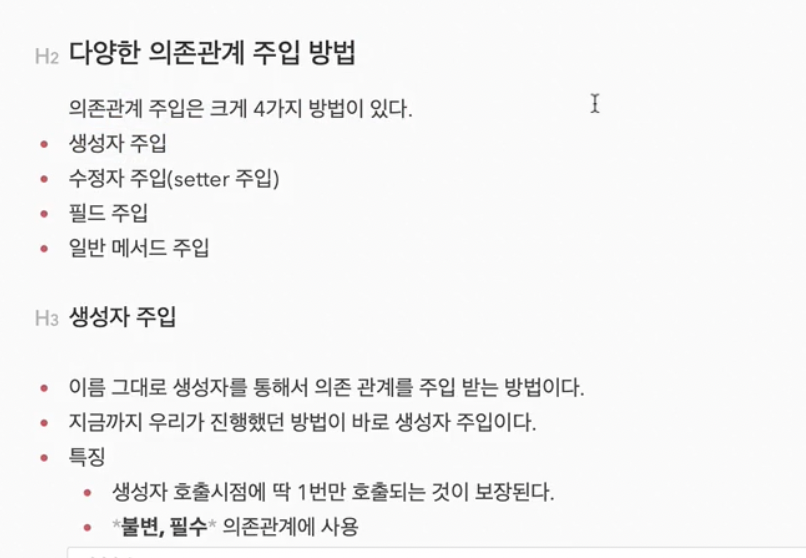 H2 다양한 의존관계 주입 방법
의존관계 주입은 크게 4가지 방법이 있다.
• 생성자 주입
• 수정자 주입(setter 주입)
• 필드 주입
• 일반 메서드 주입
H3 생성자 주입
• 이름 그대로 생성자를 통해서 의존 관계를 주입 받는 방법이다.
• 지금까지 우리가 진행했던 방법이 바로 생성자 주입이다.
• 특징
• 생성자 호출시점에 딱 1번만 호출되는 것이 보장된다.
• *불변, 필수* 의존관계에 사용